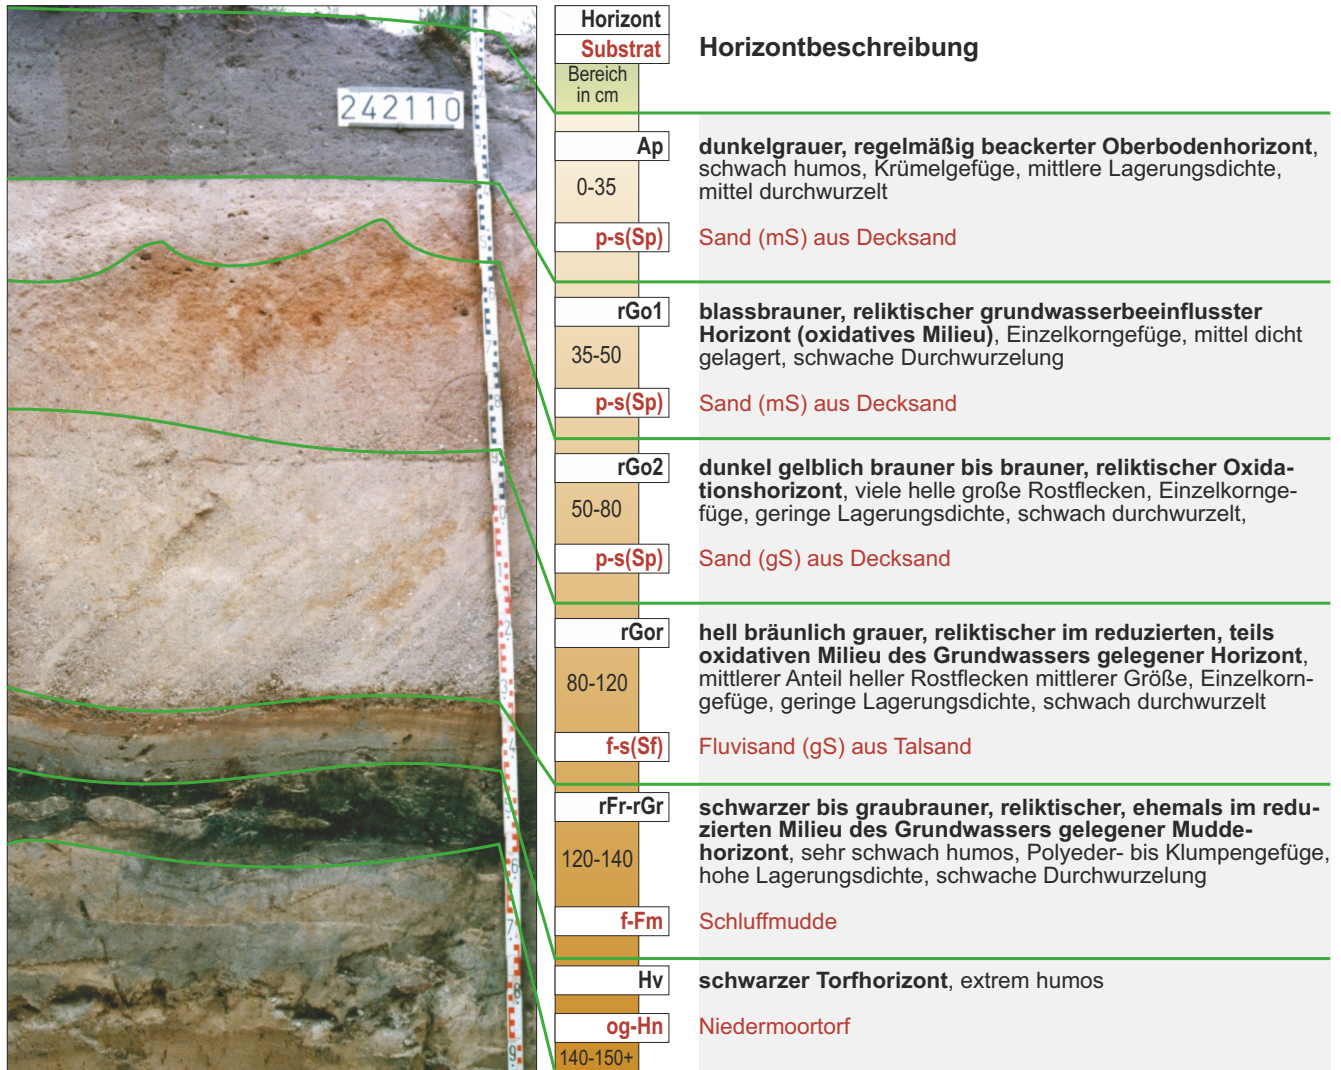 242110
Horizont
Substrat
Bereich
in cm
Horizontbeschreibung
Ap
0-35
p-s(Sp)
dunkelgrauer, regelmäßig beackerter Oberbodenhorizont,
schwach humos, Krümelgefüge, mittlere Lagerungsdichte,
mittel durchwurzelt
Sand (mS) aus Decksand
rGo1
35-50
p-s(Sp)
blassbrauner, reliktischer grundwasserbeeinflusster
Horizont (oxidatives Milieu), Einzelkorngefüge, mittel dicht
gelagert, schwache Durchwurzelung
Sand (mS) aus Decksand
rGo2
50-80
p-s(Sp)
dunkel gelblich brauner bis brauner, reliktischer Oxida-
tionshorizont, viele helle große Rostflecken, Einzelkornge-
füge, geringe Lagerungsdichte, schwach durchwurzelt,
Sand (gS) aus Decksand
rGor
80-120
f-s(Sf)
hell bräunlich grauer, reliktischer im reduzierten, teils
oxidativen Milieu des Grundwassers gelegener Horizont,
mittlerer Anteil heller Rostflecken mittlerer Größe, Einzelkorn-
gefüge, geringe Lagerungsdichte, schwach durchwurzelt
Fluvisand (gS) aus Talsand
rFr-rGr
120-140
f-Fm
schwarzer bis graubrauner, reliktischer, ehemals im redu-
zierten Milieu des Grundwassers gelegener Mudde-
horizont, sehr schwach humos, Polyeder- bis Klumpengefüge,
hohe Lagerungsdichte, schwache Durchwurzelung
Schluffmudde
Hv
og-Hn
140-150+
schwarzer Torfhorizont, extrem humos
Niedermoortorf